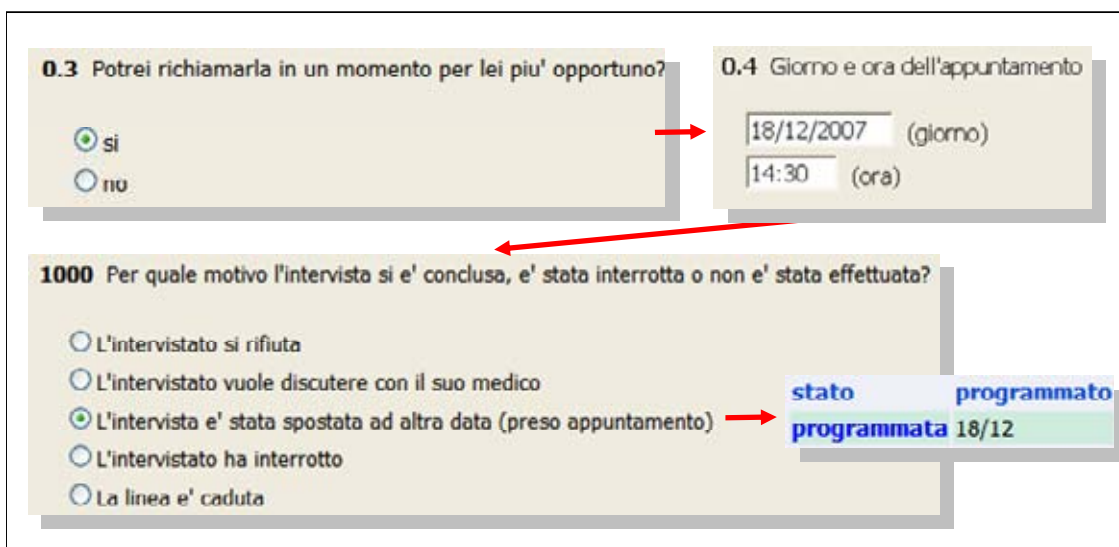 0.3 Potrei richiamarla in un momento per lei piu' opportuno?
si
no
0.4 Giorno e ora dell'appuntamento
18/12/2007 (giorno)
14:30 (ora)
1000 Per quale motivo l'intervista si e' conclusa, e' stata interrotta o non e' stata effettuata?
L'intervistato si rifiuta
L'intervistato vuole discutere con il suo medico
L'intervista e' stata spostata ad altra data (preso appuntamento)
L'intervistato ha interrotto
La linea e' caduta
stato programmato
programmata 18/12